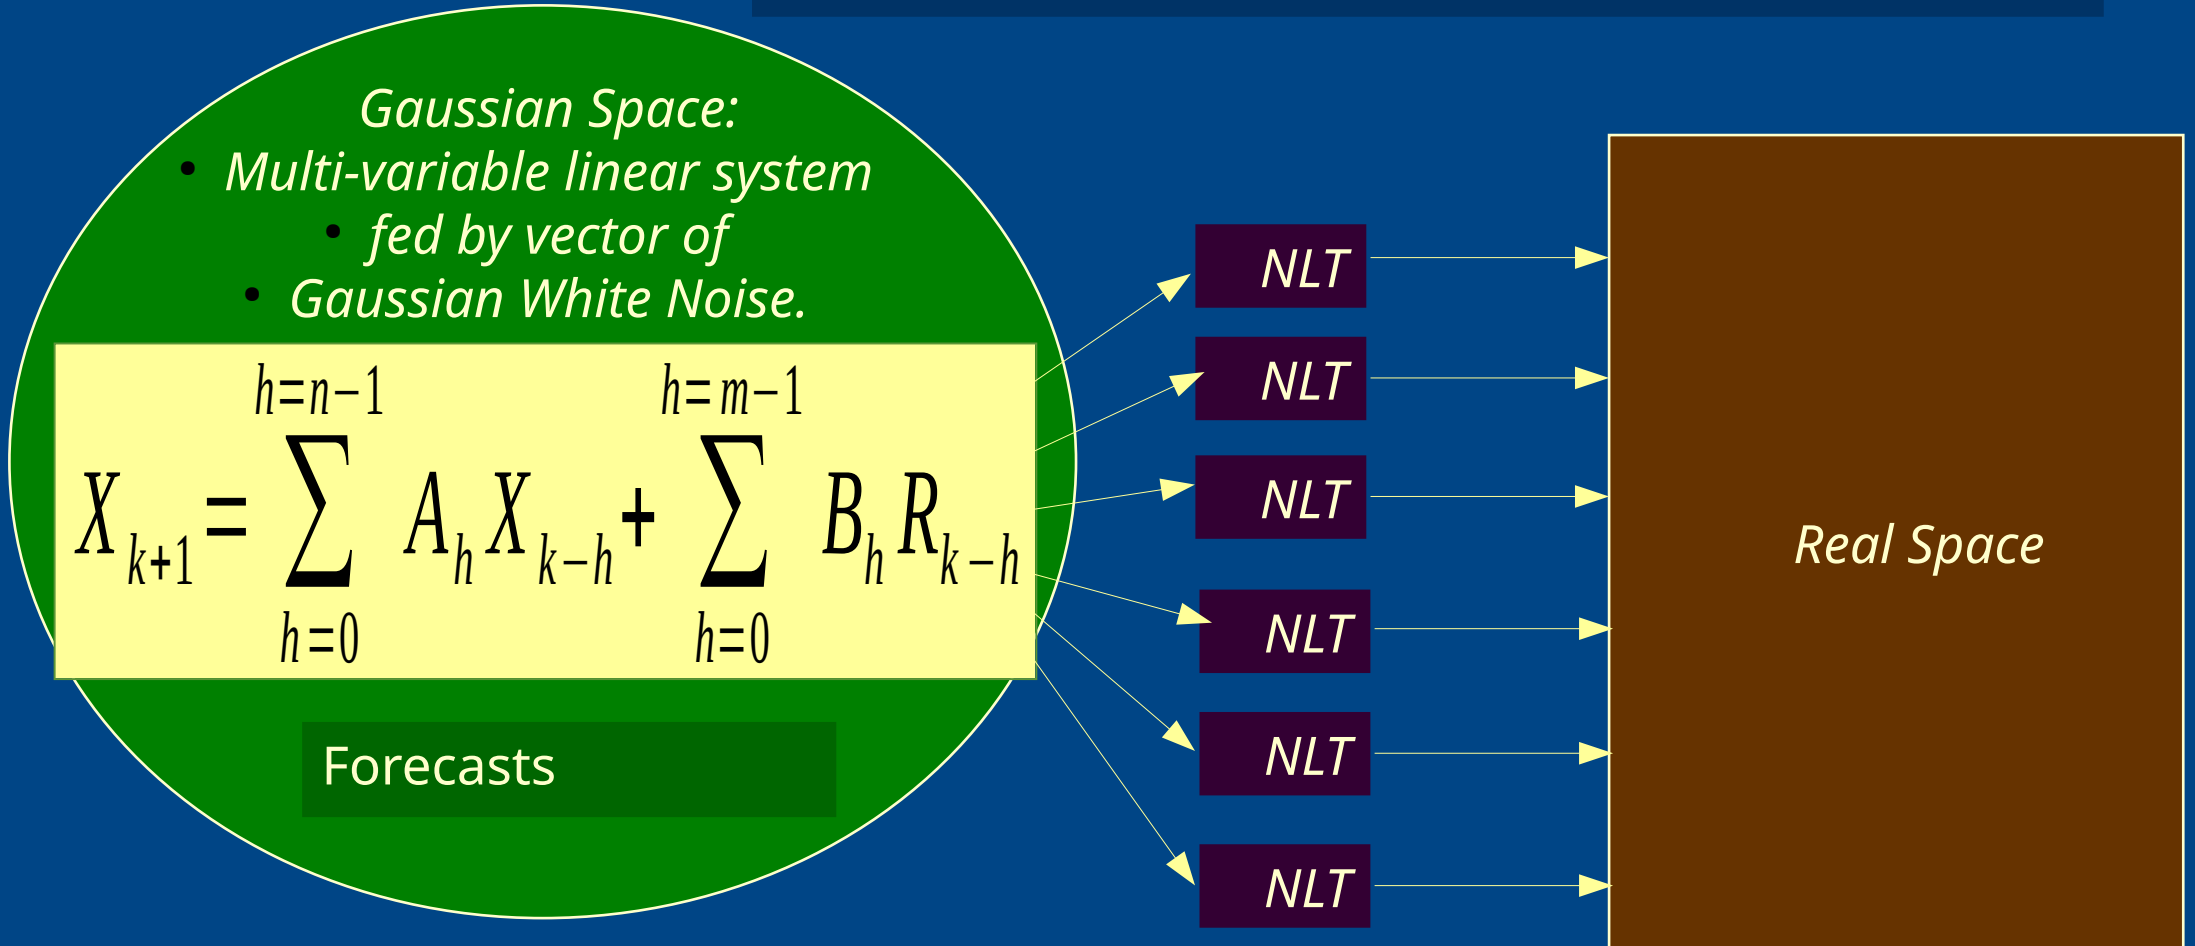 Gaussian Space:
• Multi-variable linear system
• fed by vector of
• Gaussian White Noise.
h=n−1 h=m−1
X_{k+1}=∑ A_h X_{k−h}+∑ B_h R_{k−h}
h=0 h=0
Forecasts
NLT
NLT
NLT
NLT
NLT
NLT
Real Space